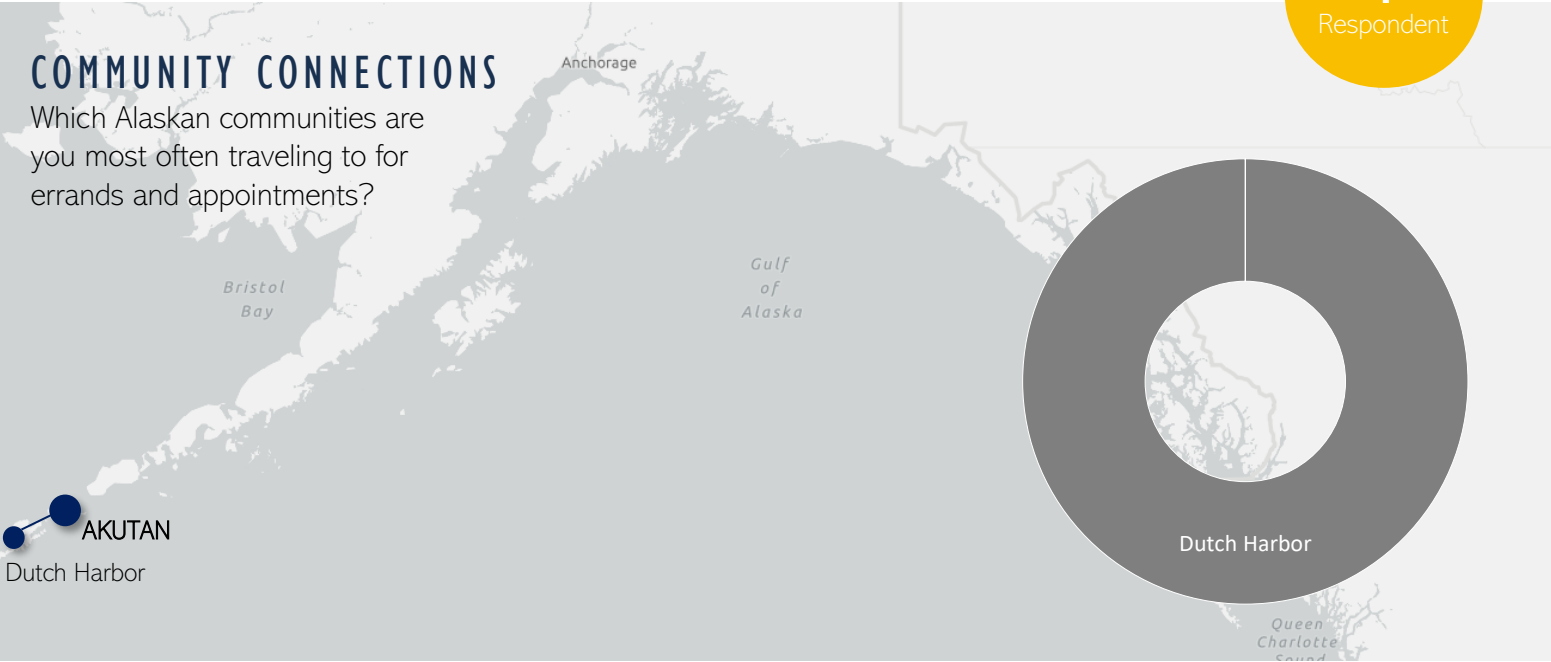 Respondent
COMMUNITY CONNECTIONS
Which Alaskan communities are
you most often traveling to for
errands and appointments?
Anchorage
Gulf
of
Alaska
Bristol
Bay
AKUTAN
Dutch Harbor
Dutch Harbor
Queen
Charlotte
Sound